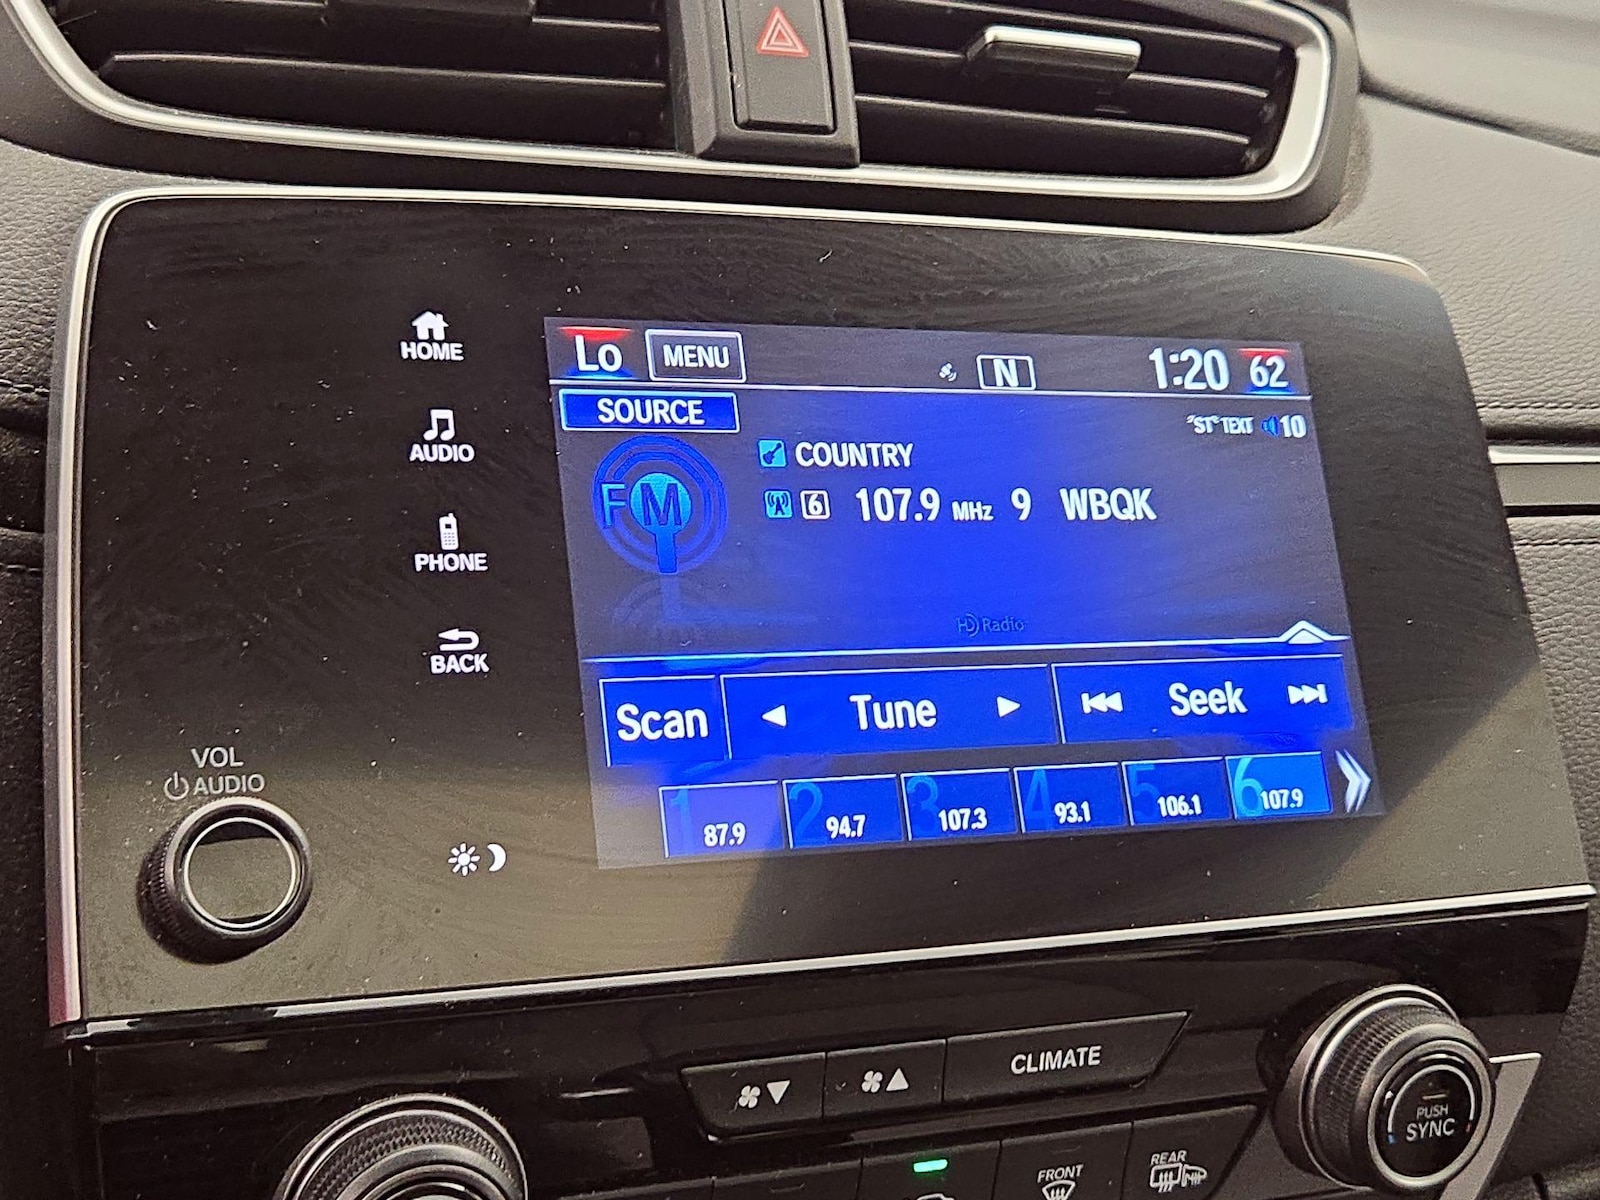 HOME
AUDIO
PHONE
BACK
VOL
AUDIO
Lo MENU N 1:20 62
SOURCE "ST" TEXT 10
FM
COUNTRY
6 107.9 MHz 9 WBQK
HD Radio
Scan Tune Seek
1 87.9 2 94.7 3 107.3 4 93.1 5 106.1 6 107.9
CLIMATE
PUSH
SYNC
FRONT
REAR